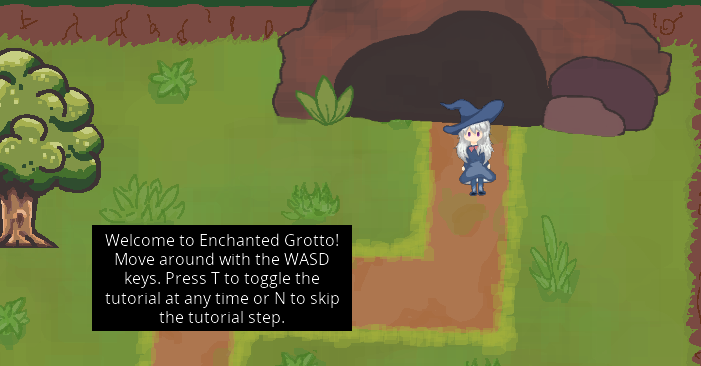 Welcome to Enchanted Grotto!
Move around with the WASD
keys. Press T to toggle the
tutorial at any time or N to skip
the tutorial step.